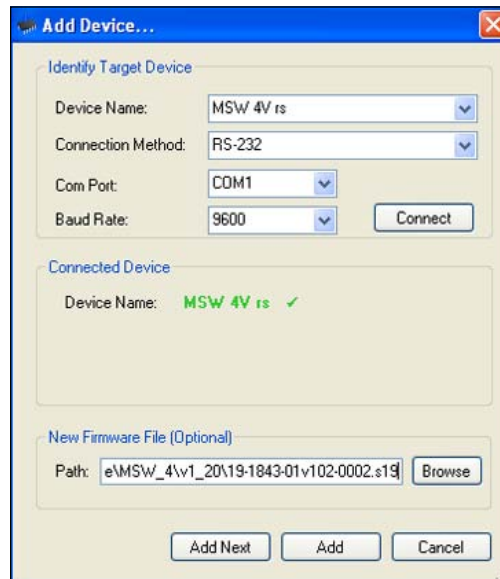 Add Device...
Identify Target Device
Device Name: MSW 4V rs
Connection Method: RS-232
Com Port: COM1
Baud Rate: 9600 Connect
Connected Device
Device Name: MSW 4V rs ✓
New Firmware File (Optional)
Path: e\MSW_4\v1_20\19-1843-01v102-0002.s19 Browse
Add Next Add Cancel